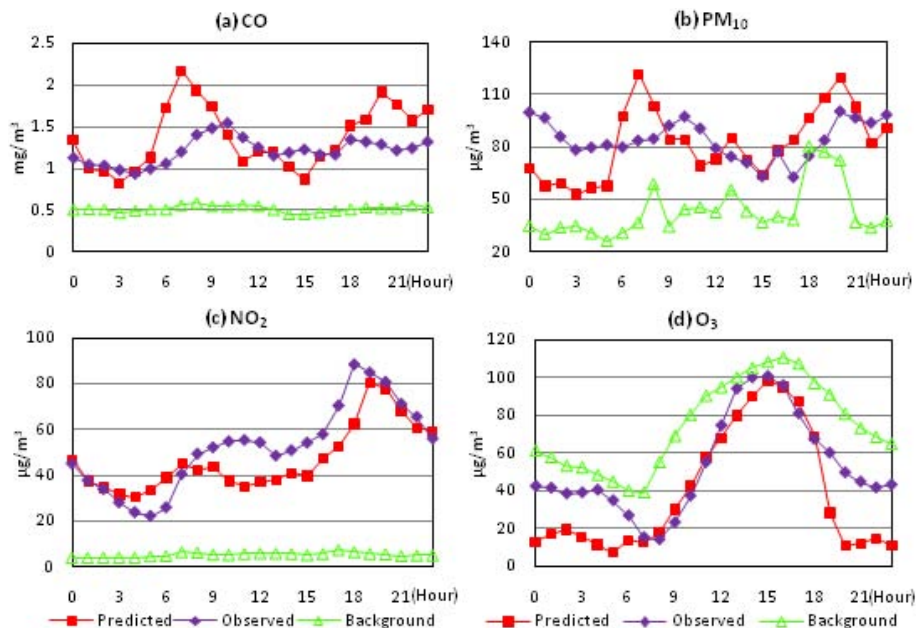 (a) CO
(b) PM₁₀
2.5
2
1.5
1
0.5
0
mg/m³
0 3 6 9 12 15 18 21(Hour)
140
110
80
50
20
µg/m³
0 3 6 9 12 15 18 21(Hour)
(c) NO₂
(d) O₃
100
80
60
40
20
0
µg/m³
0 3 6 9 12 15 18 21(Hour)
120
100
80
60
40
20
0
µg/m³
0 3 6 9 12 15 18 21(Hour)
Predicted Observed Background
Predicted Observed Background